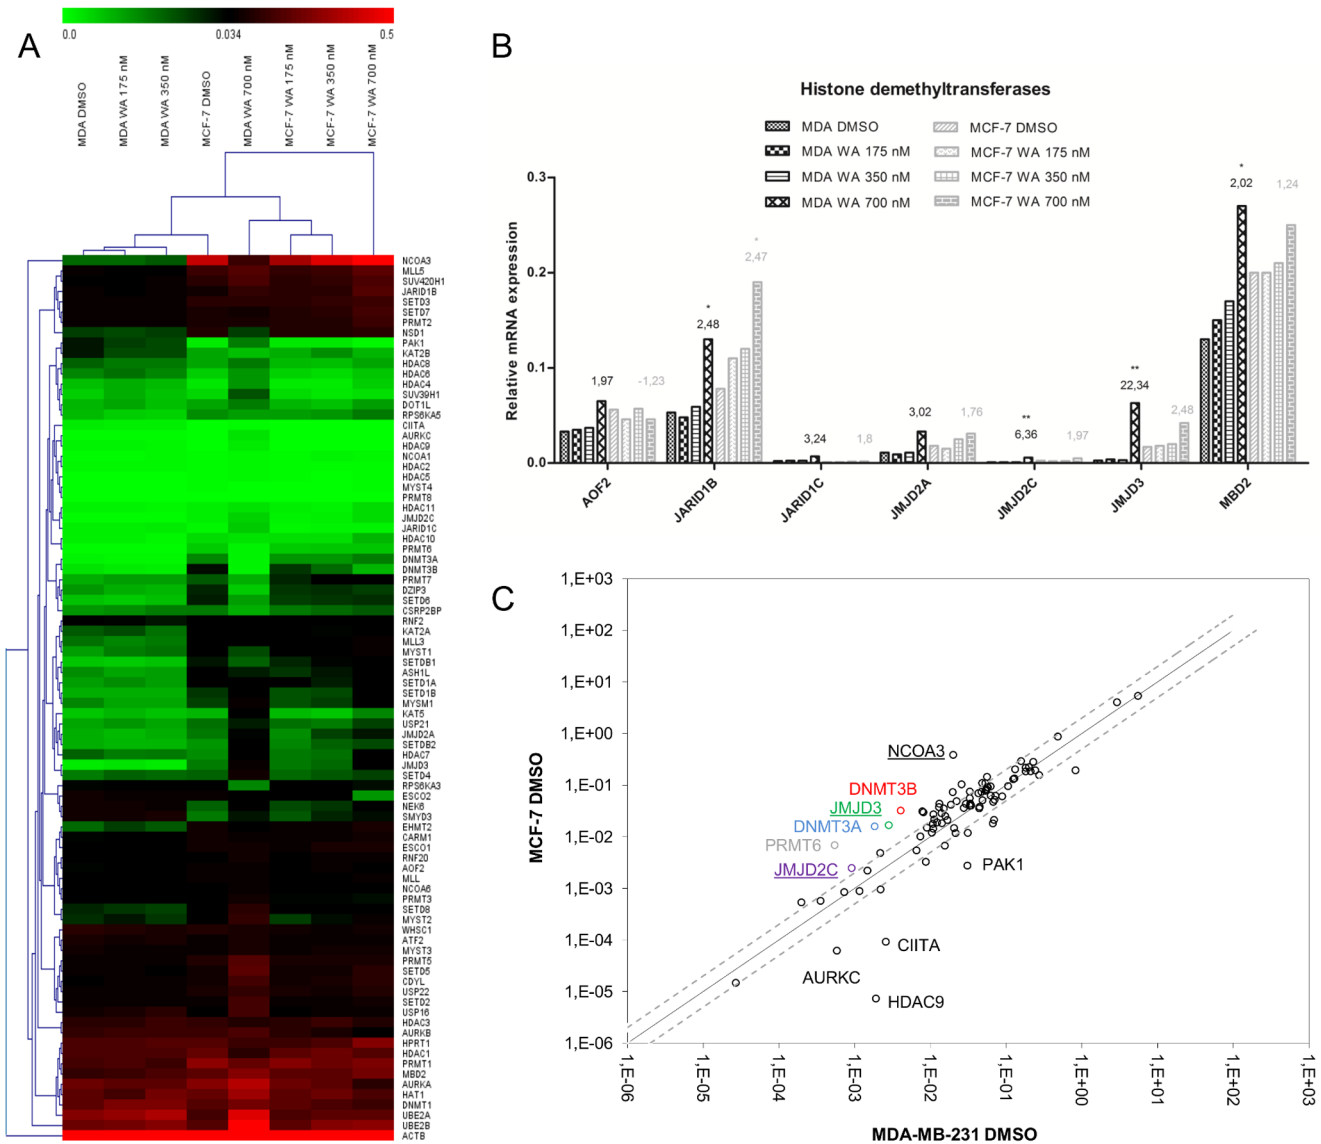 A
0.0
0.034
0.5
MDA DMSO
MDA WA 175 nM
MDA WA 350 nM
MCF-7 DMSO
MDA WA 700 nM
MCF-7 WA 175 nM
MCF-7 WA 350 nM
MCF-7 WA 700 nM
NCOA3
MLL5
SUV420H1
JARID1B
SETD3
SETD7
PRMT2
NSD1
PAK1
KAT2B
HDAC8
HDAC6
HDAC4
SUV39H1
DOT1L
RPS6KA5
CIITA
AURKC
HDAC9
NCOA1
HDAC2
HDAC5
MYST4
PRMT8
HDAC11
JMJD2C
JARID1C
HDAC10
PRMT6
DNMT3A
DNMT3B
PRMT7
DZIP3
SETD6
CSRP2BP
RNF2
KAT2A
MLL3
MYST1
SETDB1
ASH1L
SETD1A
SETD1B
MYSM1
KAT5
USP21
JMJD2A
SETDB2
HDAC7
JMJD3
SETD4
RPS6KA3
ESCO2
NEK6
SMYD3
EHMT2
CARM1
ESCO1
RNF20
AOF2
MLL
NCOA6
PRMT3
SETD8
MYST2
WHSC1
ATF2
MYST3
PRMT5
SETD5
CDYL
USP22
SETD2
USP16
HDAC3
AURKB
HPRT1
HDAC1
PRMT1
MBD2
AURKA
HAT1
DNMT1
UBE2A
UBE2B
ACTB
B
Histone demethyltransferases
MDA DMSO
MDA WA 175 nM
MDA WA 350 nM
MDA WA 700 nM
MCF-7 DMSO
MCF-7 WA 175 nM
MCF-7 WA 350 nM
MCF-7 WA 700 nM
Relative mRNA expression
0.3
0.2
0.1
0.0
1,97
-1,23
*
2,48
*
2,47
3,24
1,8
3,02
1,76
**
6,36
1,97
**
22,34
2,48
*
2,02
1,24
AOF2
JARID1B
JARID1C
JMJD2A
JMJD2C
JMJD3
MBD2
C
MCF-7 DMSO
1,E+03
1,E+02
1,E+01
1,E+00
1,E-01
1,E-02
1,E-03
1,E-04
1,E-05
1,E-06
NCOA3
DNMT3B
JMJD3
DNMT3A
PRMT6
JMJD2C
PAK1
CIITA
AURKC
HDAC9
1,E-06
1,E-05
1,E-04
1,E-03
1,E-02
1,E-01
1,E+00
1,E+01
1,E+02
1,E+03
MDA-MB-231 DMSO